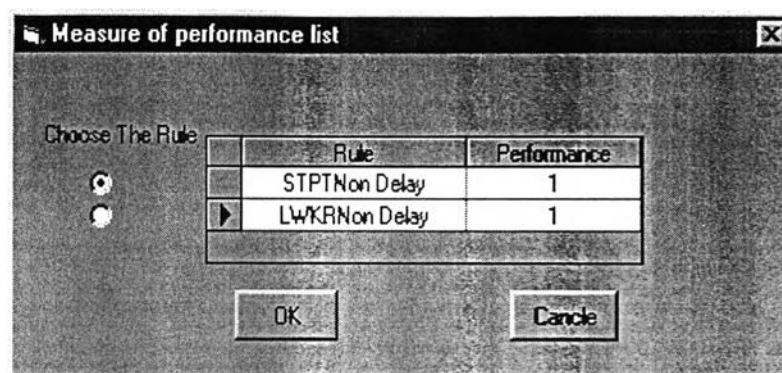 Measure of performance list
Choose The Rule
Rule Performance
STPTNon Delay 1
LWKRNon Delay 1
OK Cancle